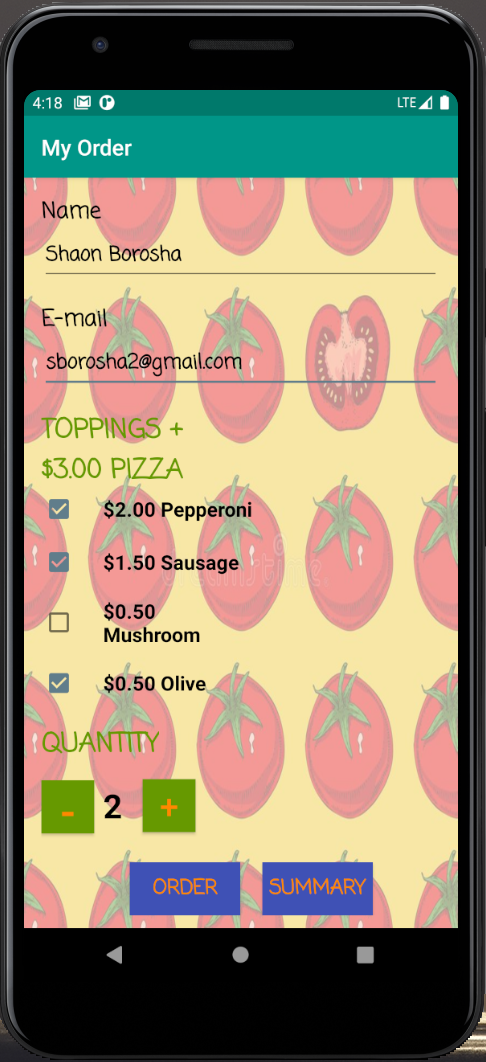 4:18 LTE
My Order
Name
Shaon Borosha
E-mail
sborosha2@gmail.com
TOPPINGS +
$3.00 PIZZA
$2.00 Pepperoni
$1.50 Sausage
dreamstime
$0.50
Mushroom
$0.50 Olive
QUANTITY
- 2 +
ORDER SUMMARY